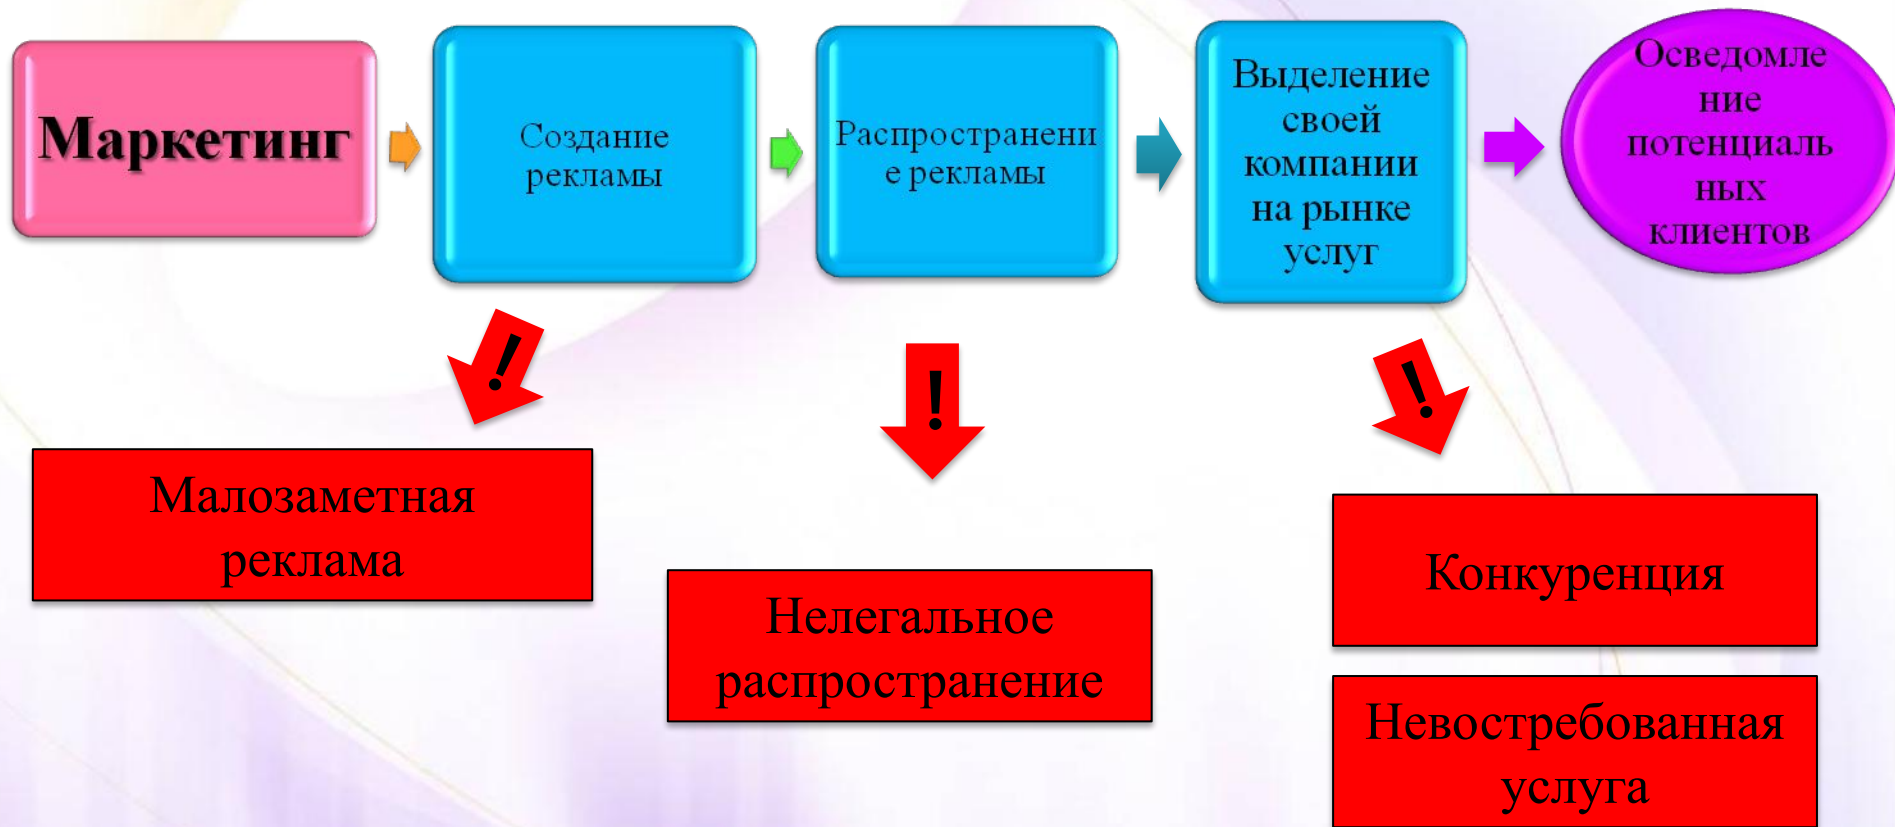 Маркетинг
Создание
рекламы
Распространени
е рекламы
Выделение
своей
компании
на рынке
услуг
Осведомле
ние
потенциаль
ных
клиентов
!
!
!
Малозаметная
реклама
Нелегальное
распространение
Конкуренция
Невостребованная
услуга